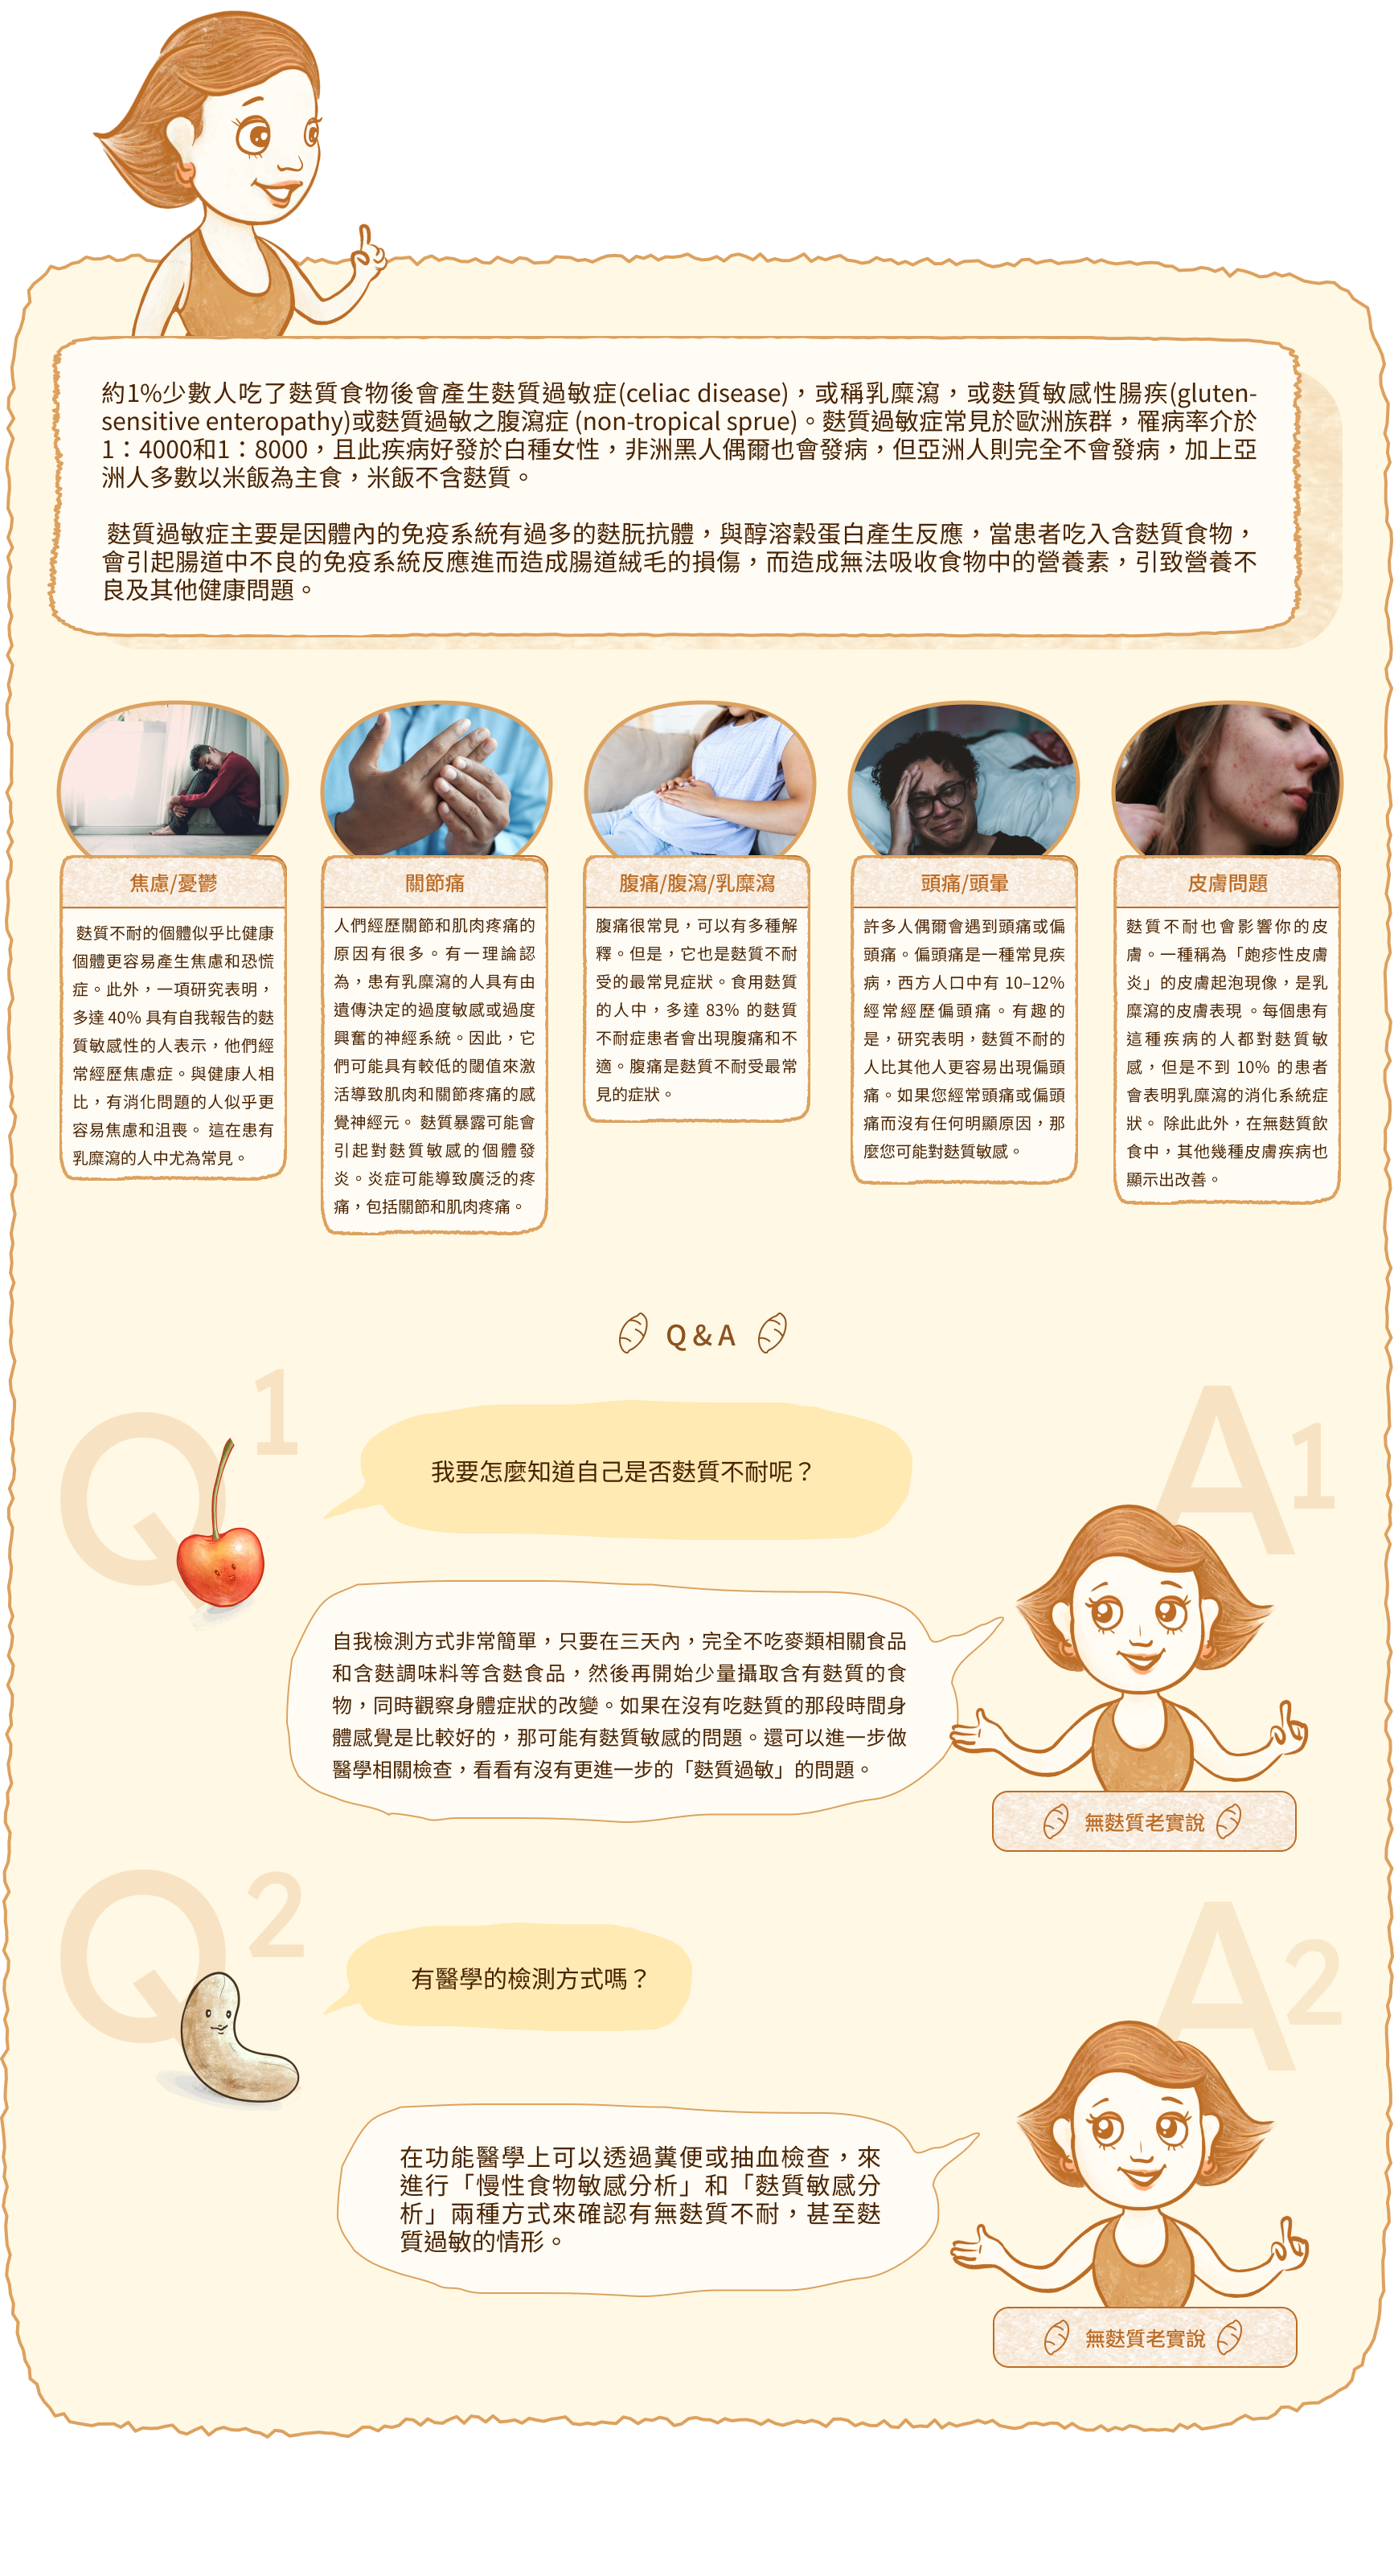 約1%少數人吃了麩質食物後會產生麩質過敏症(celiac disease)，或稱乳糜瀉，或麩質敏感性腸疾(gluten-
sensitive enteropathy)或麩質過敏之腹瀉症 (non-tropical sprue)。麩質過敏症常見於歐洲族群，罹病率介於
1：4000和1：8000，且此疾病好發於白種女性，非洲黑人偶爾也會發病，但亞洲人則完全不會發病，加上亞
洲人多數以米飯為主食，米飯不含麩質。
麩質過敏症主要是因體內的免疫系統有過多的麩朊抗體，與醇溶穀蛋白產生反應，當患者吃入含麩質食物，
會引起腸道中不良的免疫系統反應進而造成腸道絨毛的損傷，而造成無法吸收食物中的營養素，引致營養不
良及其他健康問題。
焦慮/憂鬱
麩質不耐的個體似乎比健康
個體更容易產生焦慮和恐慌
症。此外，一項研究表明，
多達 40% 具有自我報告的麩
質敏感性的人表示，他們經
常經歷焦慮症。與健康人相
比，有消化問題的人似乎更
容易焦慮和沮喪。 這在患有
乳糜瀉的人中尤為常見。
關節痛
人們經歷關節和肌肉疼痛的
原因有很多。有一理論認
為，患有乳糜瀉的人具有由
遺傳決定的過度敏感或過度
興奮的神經系統。因此，它
們可能具有較低的閾值來激
活導致肌肉和關節疼痛的感
覺神經元。 麩質暴露可能會
引起對麩質敏感的個體發
炎。炎症可能導致廣泛的疼
痛，包括關節和肌肉疼痛。
腹痛/腹瀉/乳糜瀉
腹痛很常見，可以有多種解
釋。但是，它也是麩質不耐
受的最常見症狀。食用麩質
的人中，多達 83% 的麩質
不耐症患者會出現腹痛和不
適。腹痛是麩質不耐受最常
見的症狀。
頭痛/頭暈
許多人偶爾會遇到頭痛或偏
頭痛。偏頭痛是一種常見疾
病，西方人口中有 10–12%
經常經歷偏頭痛。有趣的
是，研究表明，麩質不耐的
人比其他人更容易出現偏頭
痛。如果您經常頭痛或偏頭
痛而沒有任何明顯原因，那
麼您可能對麩質敏感。
皮膚問題
麩質不耐也會影響你的皮
膚。一種稱為「皰疹性皮膚
炎」的皮膚起泡現像，是乳
糜瀉的皮膚表現 。每個患有
這種疾病的人都對麩質敏
感，但是不到 10% 的患者
會表明乳糜瀉的消化系統症
狀。 除此此外，在無麩質飲
食中，其他幾種皮膚疾病也
顯示出改善。
Q & A
Q1
我要怎麼知道自己是否麩質不耐呢？
A1
自我檢測方式非常簡單，只要在三天內，完全不吃麥類相關食品
和含麩調味料等含麩食品，然後再開始少量攝取含有麩質的食
物，同時觀察身體症狀的改變。如果在沒有吃麩質的那段時間身
體感覺是比較好的，那可能有麩質敏感的問題。還可以進一步做
醫學相關檢查，看看有沒有更進一步的「麩質過敏」的問題。
無麩質老實說
Q2
有醫學的檢測方式嗎？
A2
在功能醫學上可以透過糞便或抽血檢查，來
進行「慢性食物敏感分析」和「麩質敏感分
析」兩種方式來確認有無麩質不耐，甚至麩
質過敏的情形。
無麩質老實說